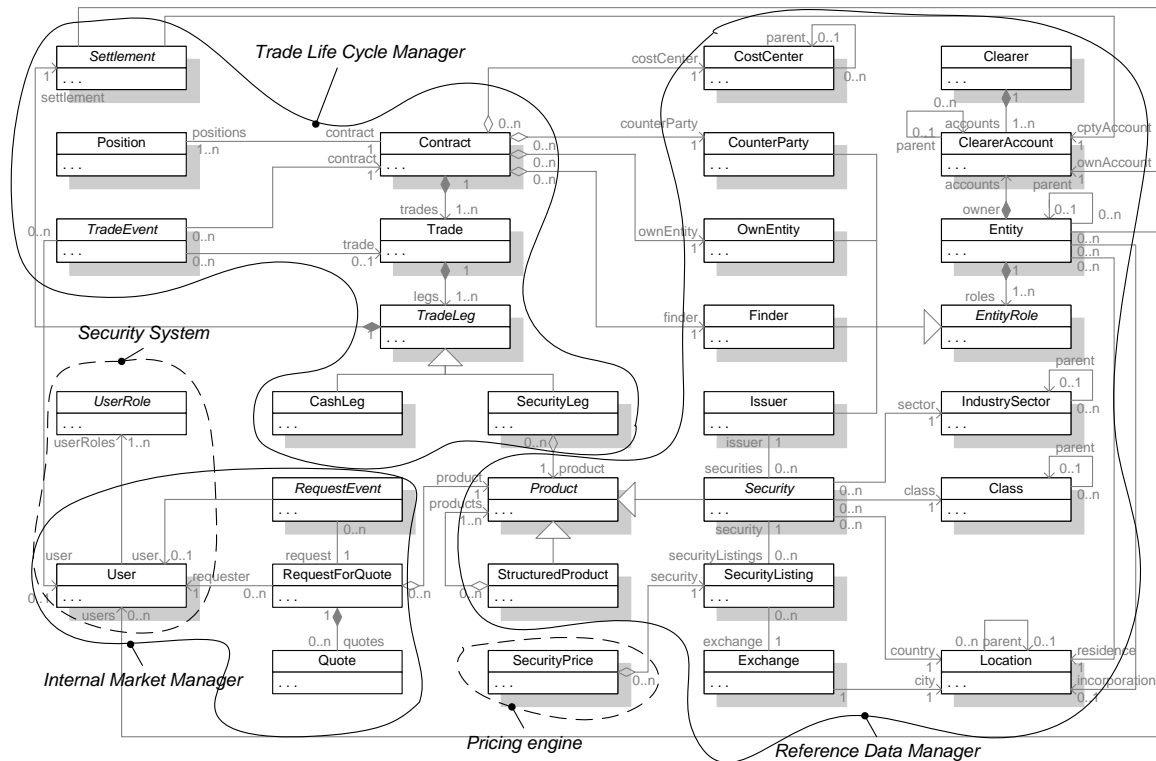 Settlement
. . .
1
settlement
Trade Life Cycle Manager
costCenter
1
parent
0..1
CostCenter
. . .
0..n
Clearer
. . .
1
0..n
0..n
0..1
parent
accounts
1..n
ClearerAccount
. . .
cptyAccount
1
ownAccount
1
Position
. . .
positions
1..n
contract
1
contract
1
Contract
. . .
0..n
0..n
0..n
0..n
counterParty
1
CounterParty
. . .
accounts
parent
0..1
0..n
owner
TradeEvent
. . .
0..n
0..n
0..n
1
trades
1..n
trade
0..1
Trade
. . .
ownEntity
1
OwnEntity
. . .
Entity
. . .
0..n
0..n
0..n
1
legs
1..n
TradeLeg
. . .
1
finder
1
Finder
. . .
1
1..n
roles
EntityRole
. . .
Security System
UserRole
. . .
userRoles
1..n
CashLeg
. . .
SecurityLeg
. . .
0..n
Issuer
. . .
issuer
1
sector
1
IndustrySector
. . .
parent
0..1
0..n
RequestEvent
. . .
0..n
product
1
products
1..n
1
product
Product
. . .
securities
0..n
Security
. . .
0..n
0..n
0..n
class
1
Class
. . .
parent
0..1
0..n
user
0..1
user
0..1
User
. . .
users
0..n
requester
1
0..n
request
1
RequestForQuote
. . .
0..n
StructuredProduct
. . .
0..n
security
1
securityListings
0..n
security
1
SecurityListing
. . .
0..n
1
0..n
quotes
Quote
. . .
Internal Market Manager
SecurityPrice
. . .
0..n
Pricing engine
exchange
1
Exchange
. . .
1
country
1
city
1
0..n
parent
0..1
Location
. . .
residence
1
incorporation
0..1
Reference Data Manager